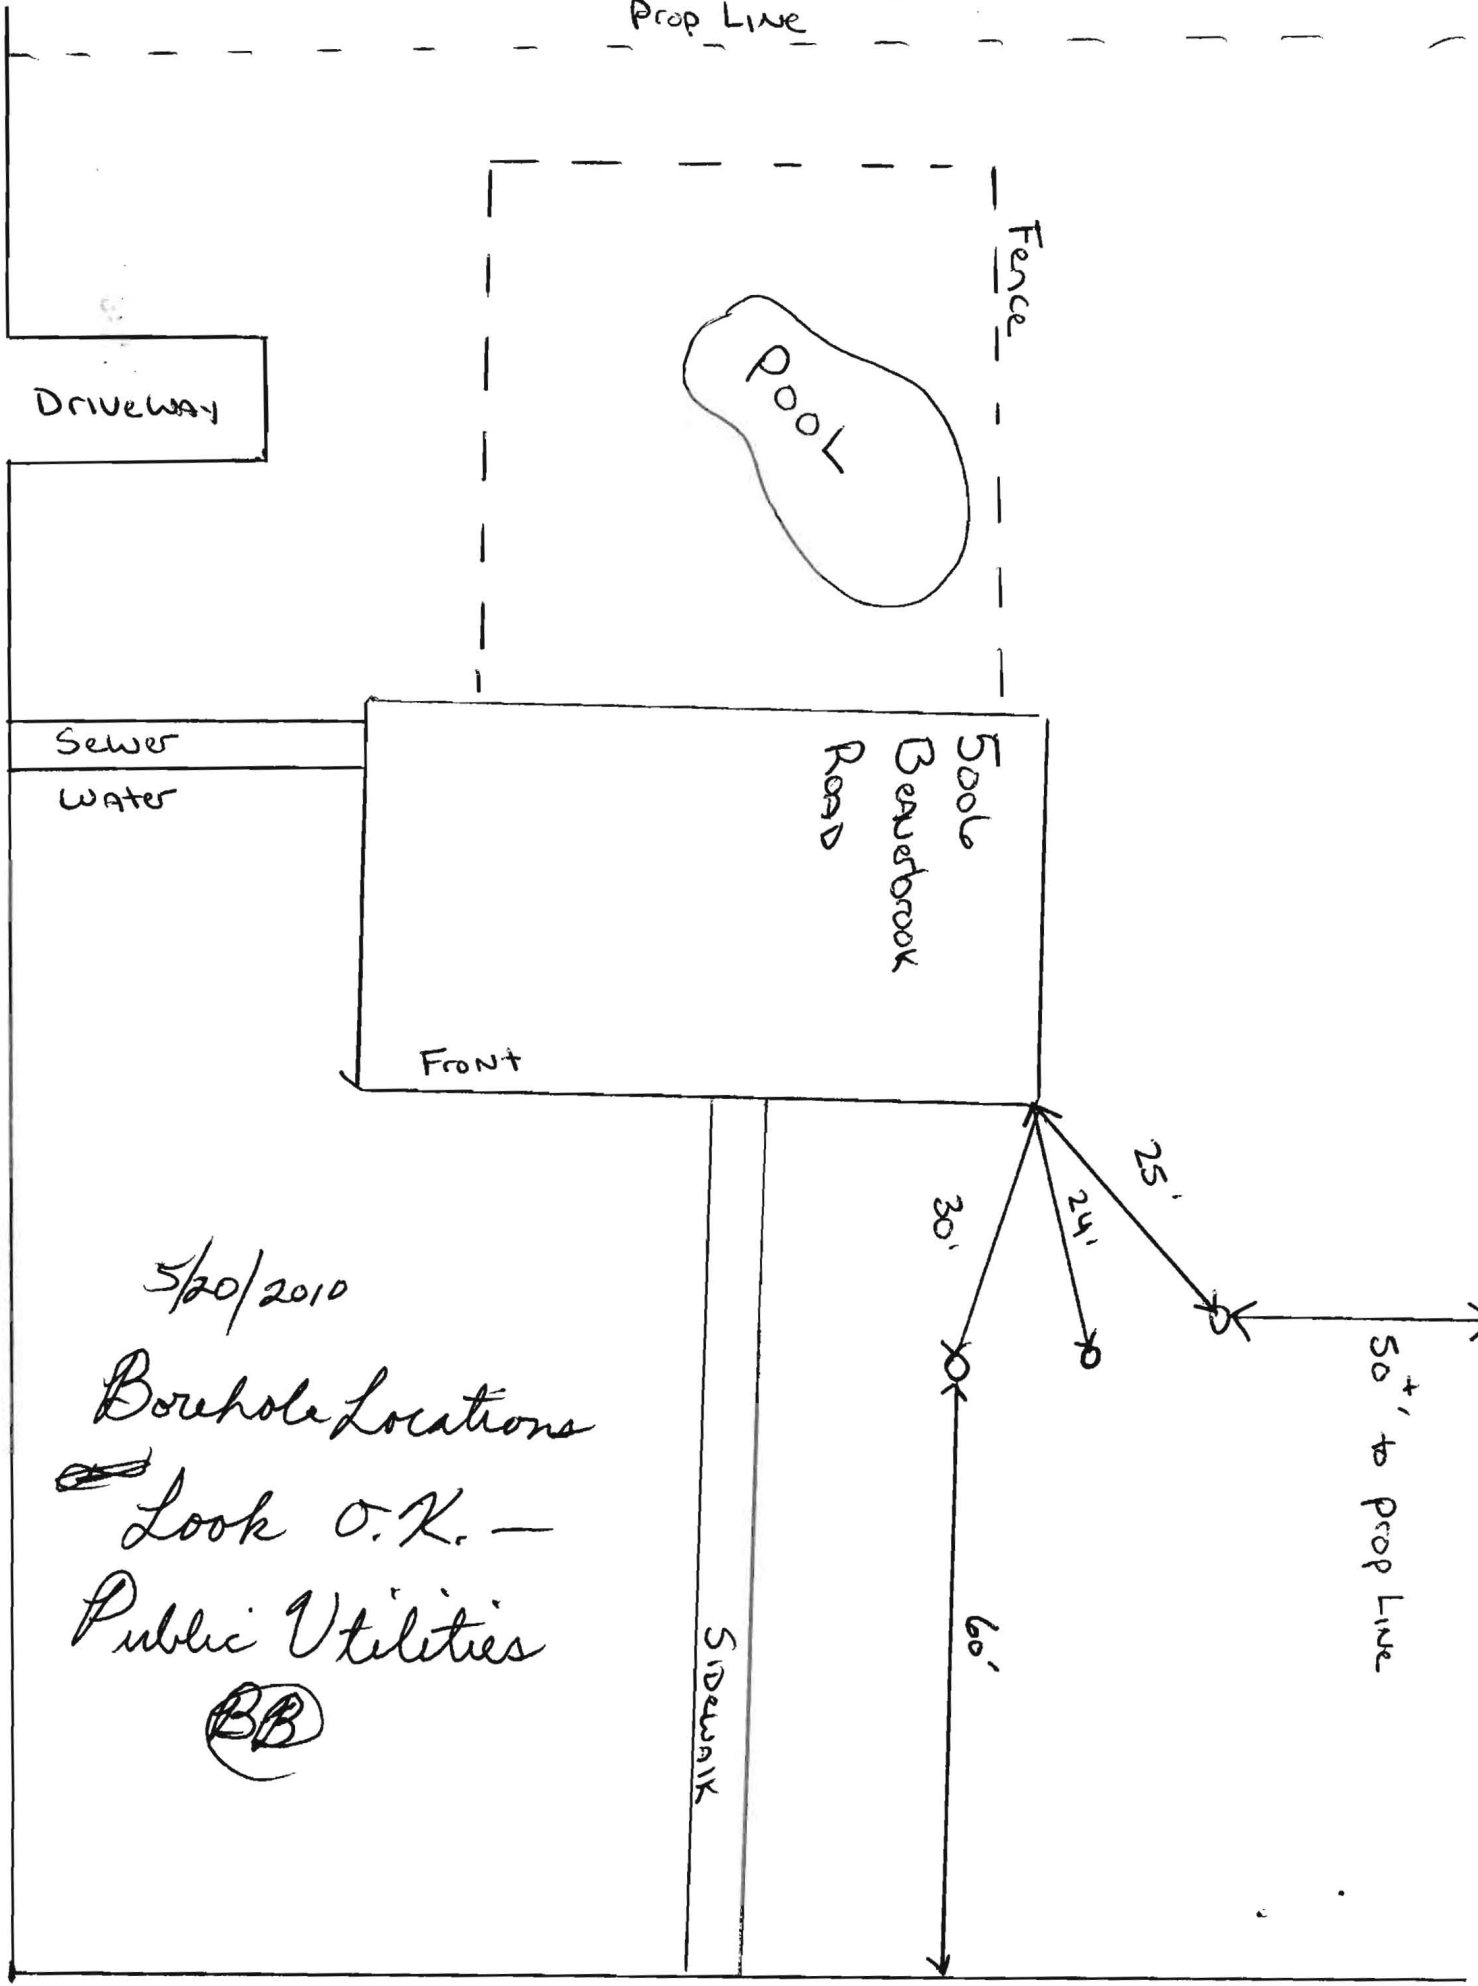 Prop Line
Fence
Pool
Driveway
Sewer
Water
5006
Beaverbrook
Road
Front
25'
24'
30'
50+' to prop Line
60'
Sidewalk
5/20/2010
Borehole Locations
Look O.K. —
Public Utilities
BB